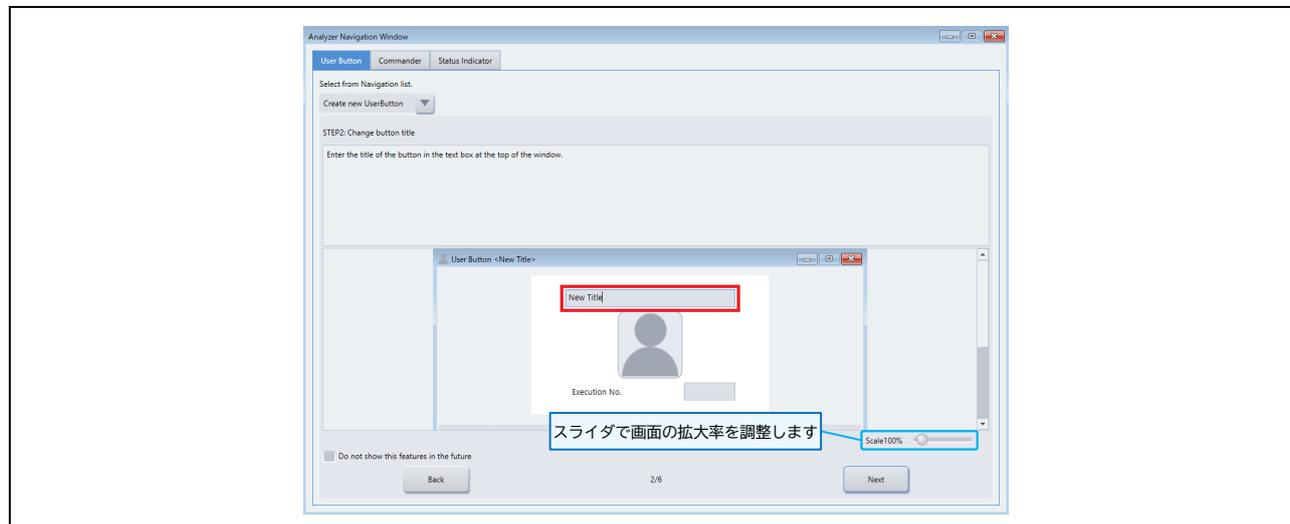 Analyzer Navigation Window
User Button Commander Status Indicator
Select from Navigation list.
Create new UserButton
STEP2: Change button title
Enter the title of the button in the text box at the top of the window.
User Button <New Title>
New Title
Execution No.
スライダで画面の拡大率を調整します
Scale100%
Do not show this features in the future
Back 2/6 Next